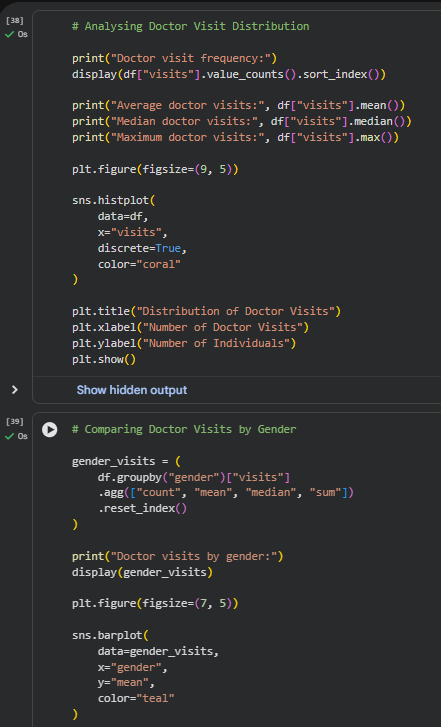 [38]
0s
# Analysing Doctor Visit Distribution
print("Doctor visit frequency:")
display(df["visits"].value_counts().sort_index())
print("Average doctor visits:", df["visits"].mean())
print("Median doctor visits:", df["visits"].median())
print("Maximum doctor visits:", df["visits"].max())
plt.figure(figsize=(9, 5))
sns.histplot(
    data=df,
    x="visits",
    discrete=True,
    color="coral"
)
plt.title("Distribution of Doctor Visits")
plt.xlabel("Number of Doctor Visits")
plt.ylabel("Number of Individuals")
plt.show()
Show hidden output
[39]
0s
# Comparing Doctor Visits by Gender
gender_visits = (
    df.groupby("gender")["visits"]
    .agg(["count", "mean", "median", "sum"])
    .reset_index()
)
print("Doctor visits by gender:")
display(gender_visits)
plt.figure(figsize=(7, 5))
sns.barplot(
    data=gender_visits,
    x="gender",
    y="mean",
    color="teal"
)